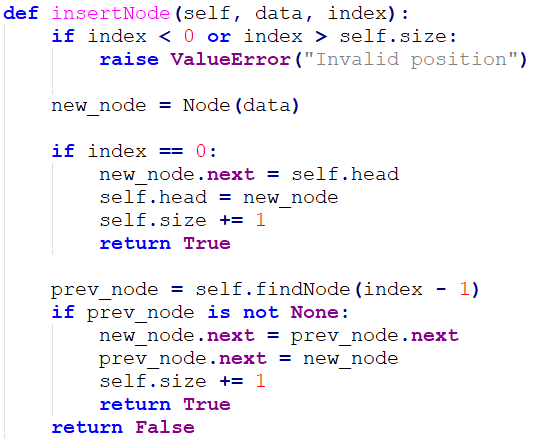 def insertNode(self, data, index):
    if index < 0 or index > self.size:
        raise ValueError("Invalid position")

    new_node = Node(data)

    if index == 0:
        new_node.next = self.head
        self.head = new_node
        self.size += 1
        return True

    prev_node = self.findNode(index - 1)
    if prev_node is not None:
        new_node.next = prev_node.next
        prev_node.next = new_node
        self.size += 1
        return True
    return False